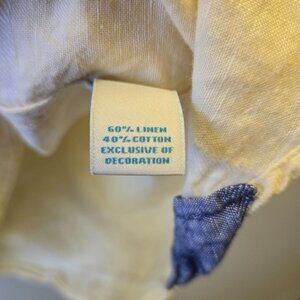 60% LINEN
40% COTTON
EXCLUSIVE OF
DECORATION